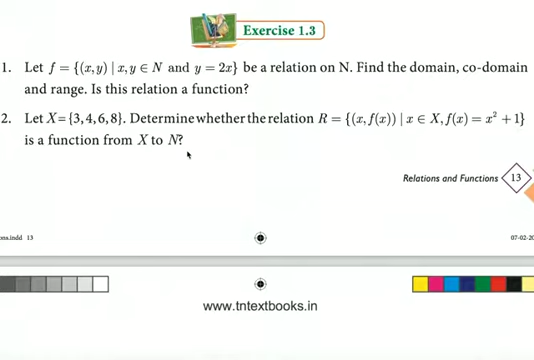 Exercise 1.3
1. Let f = {(x, y) | x, y ∈ N and y = 2x} be a relation on N. Find the domain, co-domain
and range. Is this relation a function?
2. Let X = {3, 4, 6, 8}. Determine whether the relation R = {(x, f(x)) | x ∈ X, f(x) = x² + 1}
is a function from X to N?
Relations and Functions 13
ons.indd 13
07-02-20
www.tntextbooks.in